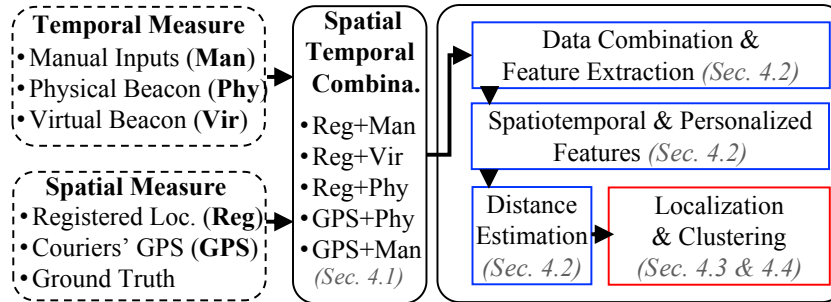 Temporal Measure
• Manual Inputs (Man)
• Physical Beacon (Phy)
• Virtual Beacon (Vir)
Spatial Measure
• Registered Loc. (Reg)
• Couriers' GPS (GPS)
• Ground Truth
Spatial
Temporal
Combina.
• Reg+Man
• Reg+Vir
• Reg+Phy
• GPS+Phy
• GPS+Man
(Sec. 4.1)
Data Combination &
Feature Extraction (Sec. 4.2)
Spatiotemporal & Personalized
Features (Sec. 4.2)
Distance
Estimation
(Sec. 4.2)
Localization
& Clustering
(Sec. 4.3 & 4.4)